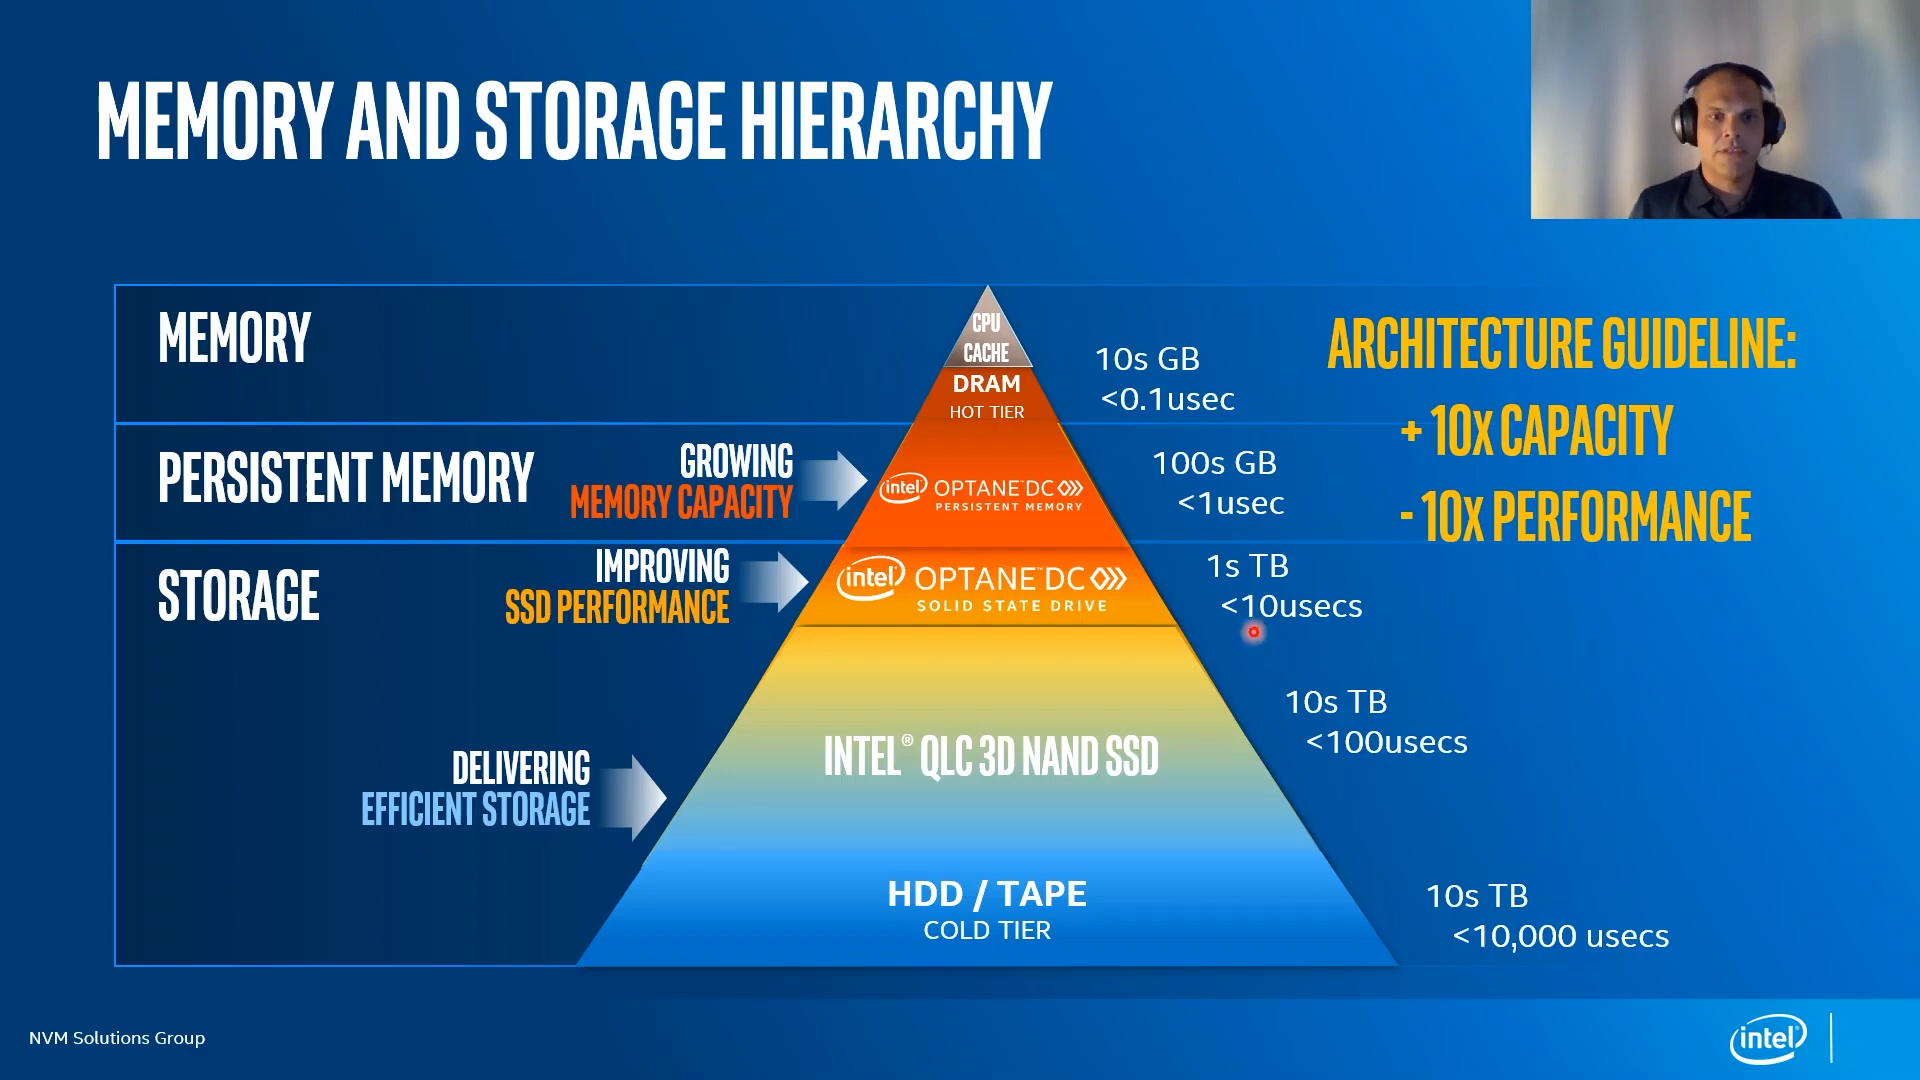 MEMORY AND STORAGE HIERARCHY
MEMORY
CPU
CACHE
DRAM
HOT TIER
10s GB
<0.1usec
ARCHITECTURE GUIDELINE:
+ 10X CAPACITY
- 10X PERFORMANCE
PERSISTENT MEMORY
GROWING
MEMORY CAPACITY
intel OPTANE™ DC
PERSISTENT MEMORY
100s GB
<1usec
STORAGE
IMPROVING
SSD PERFORMANCE
intel OPTANE™ DC
SOLID STATE DRIVE
1s TB
<10usecs
DELIVERING
EFFICIENT STORAGE
INTEL® QLC 3D NAND SSD
10s TB
<100usecs
HDD / TAPE
COLD TIER
10s TB
<10,000 usecs
NVM Solutions Group
intel